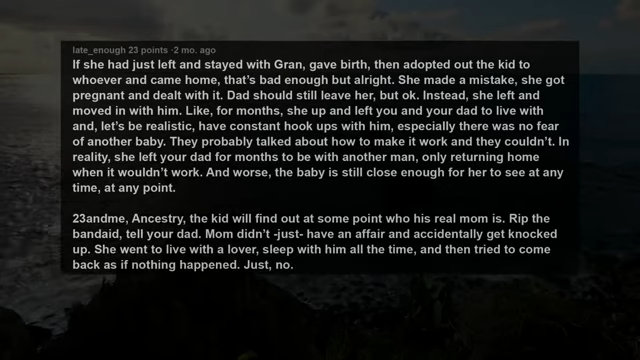 late_enough 23 points ·2 mo. ago
If she had just left and stayed with Gran, gave birth, then adopted out the kid to
whoever and came home, that's bad enough but alright. She made a mistake, she got
pregnant and dealt with it. Dad should still leave her, but ok. Instead, she left and
moved in with him. Like, for months, she up and left you and your dad to live with
and, let's be realistic, have constant hook ups with him, especially there was no fear
of another baby. They probably talked about how to make it work and they couldn't. In
reality, she left your dad for months to be with another man, only returning home
when it wouldn't work. And worse, the baby is still close enough for her to see at any
time, at any point.
23andme, Ancestry, the kid will find out at some point who his real mom is. Rip the
bandaid, tell your dad. Mom didn't -just- have an affair and accidentally get knocked
up. She went to live with a lover, sleep with him all the time, and then tried to come
back as if nothing happened. Just, no.